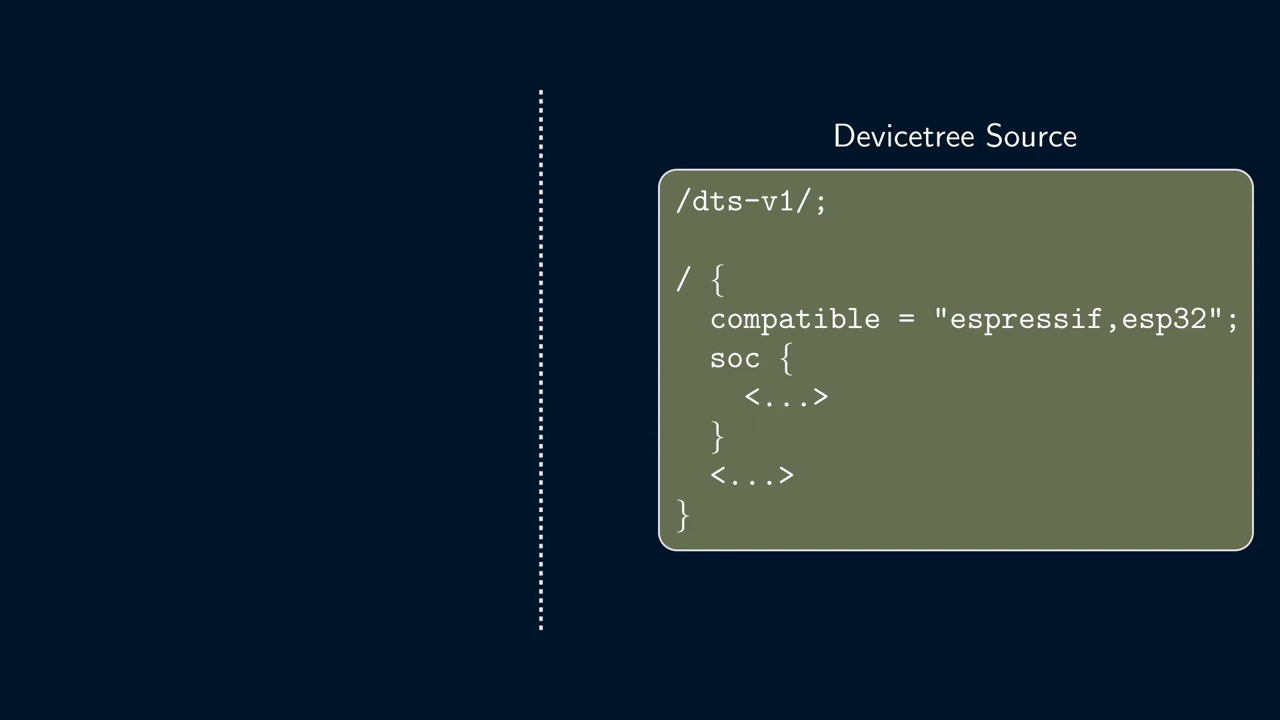 Devicetree Source
/dts-v1/;
/ {
compatible = "espressif,esp32";
soc {
<...>
}
<...>
}